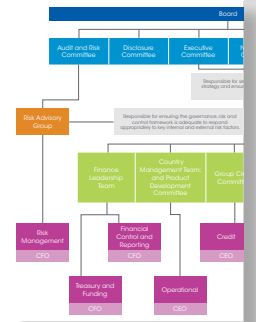 Board
Audit and Risk
Committee
Disclosure
Committee
Executive
Committee
Responsible for
strategy and
Risk Advisory
Group
Responsible for ensuring the governance, risk and
control framework is adequate to respond
appropriately to key internal and external risk factors.
Finance
Leadership
Team
Country
Management Team
and Product
Development
Committee
Group
Risk
Management
CFO
Financial
Control and
Reporting
CFO
Credit
CEO
Treasury and
Funding
CFO
Operational
CEO